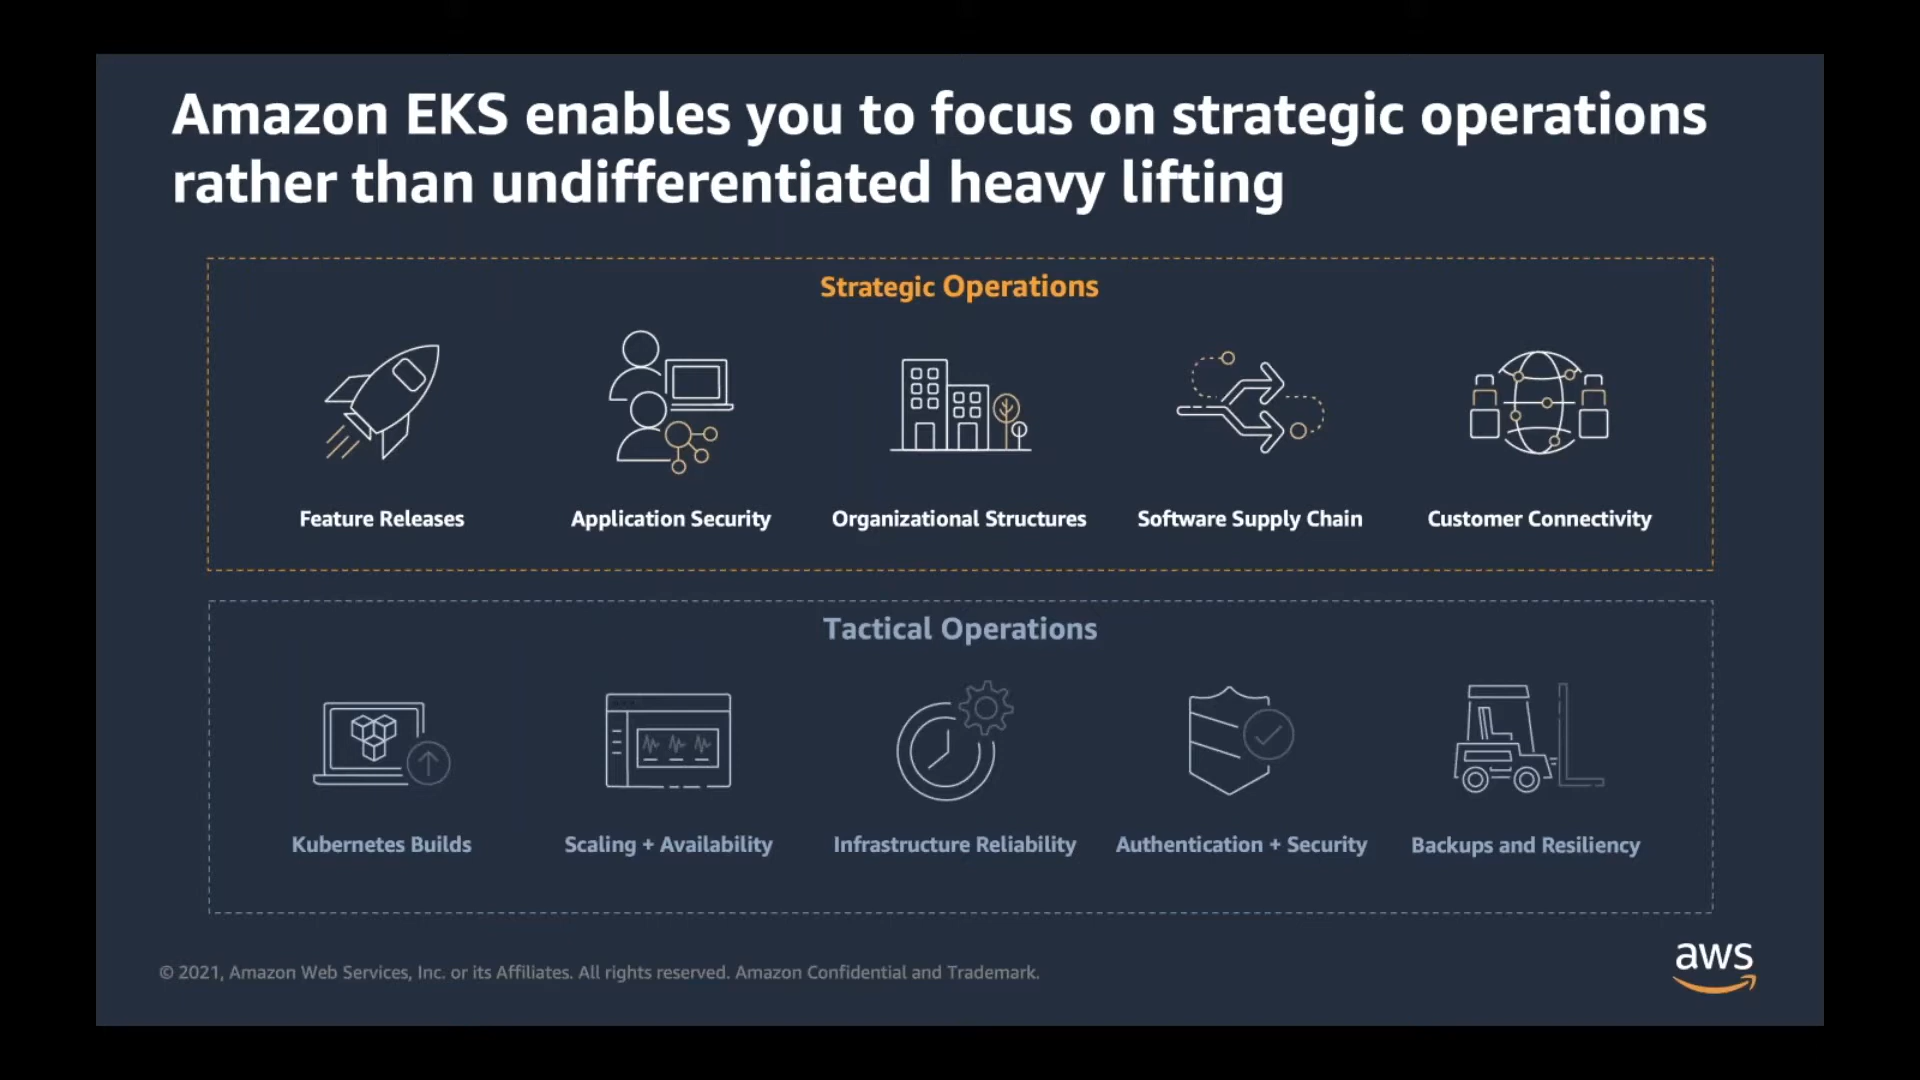 Amazon EKS enables you to focus on strategic operations
rather than undifferentiated heavy lifting
Strategic Operations
Feature Releases
Application Security
Organizational Structures
Software Supply Chain
Customer Connectivity
Tactical Operations
Kubernetes Builds
Scaling + Availability
Infrastructure Reliability
Authentication + Security
Backups and Resiliency
© 2021, Amazon Web Services, Inc. or its Affiliates. All rights reserved. Amazon Confidential and Trademark.
aws